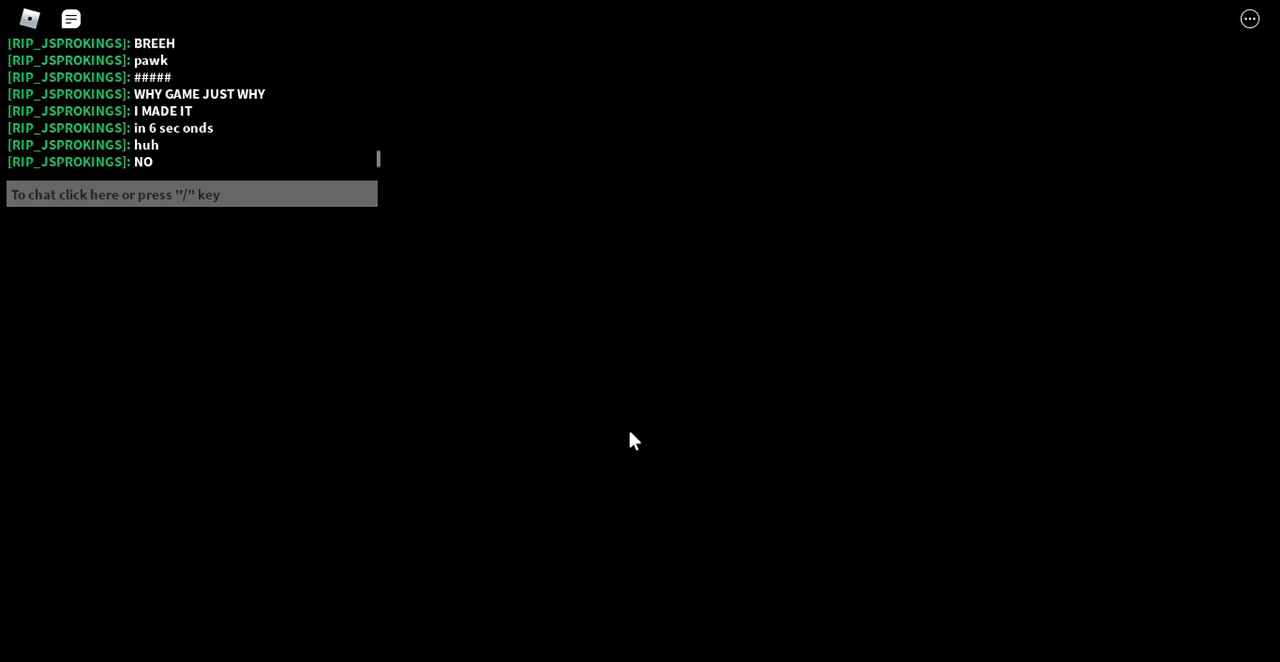 [RIP_JSPROKINGS]: BREEH
[RIP_JSPROKINGS]: pawk
[RIP_JSPROKINGS]: #####
[RIP_JSPROKINGS]: WHY GAME JUST WHY
[RIP_JSPROKINGS]: I MADE IT
[RIP_JSPROKINGS]: in 6 sec onds
[RIP_JSPROKINGS]: huh
[RIP_JSPROKINGS]: NO
To chat click here or press "/" key